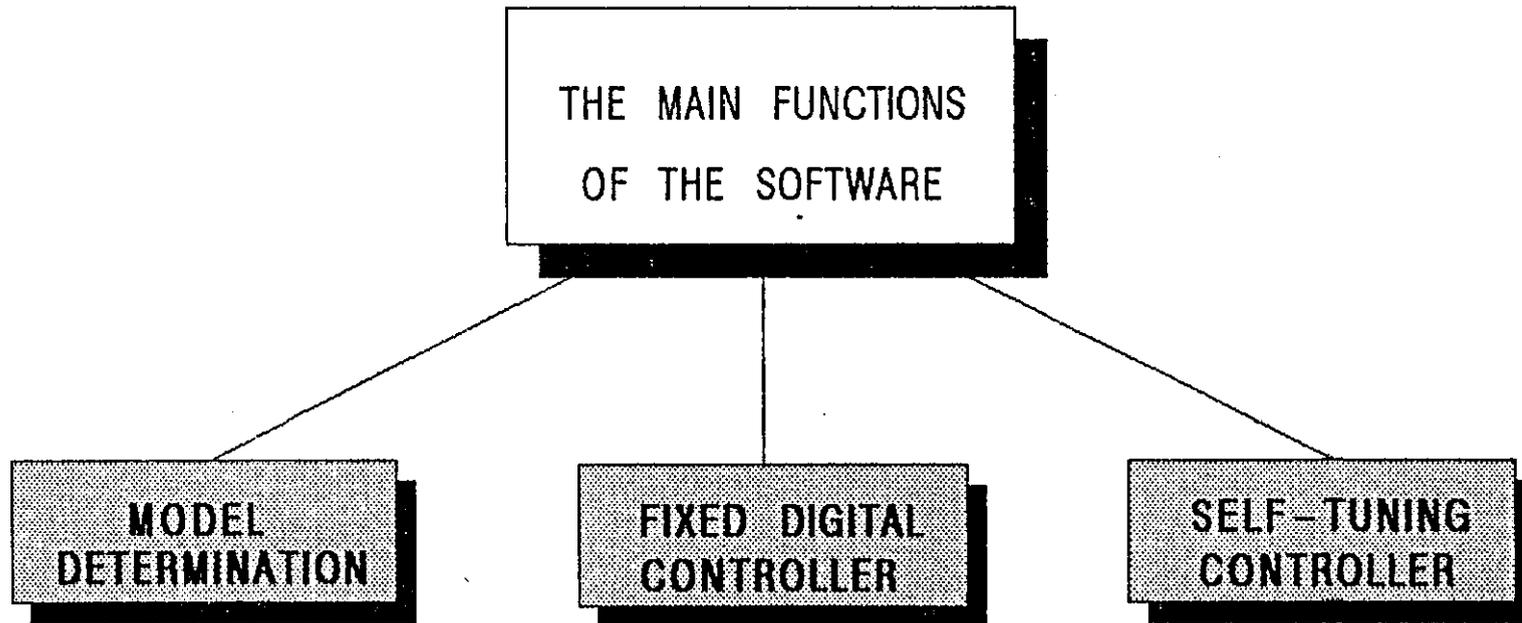 THE MAIN FUNCTIONS
OF THE SOFTWARE
MODEL
DETERMINATION
FIXED DIGITAL
CONTROLLER
SELF-TUNING
CONTROLLER